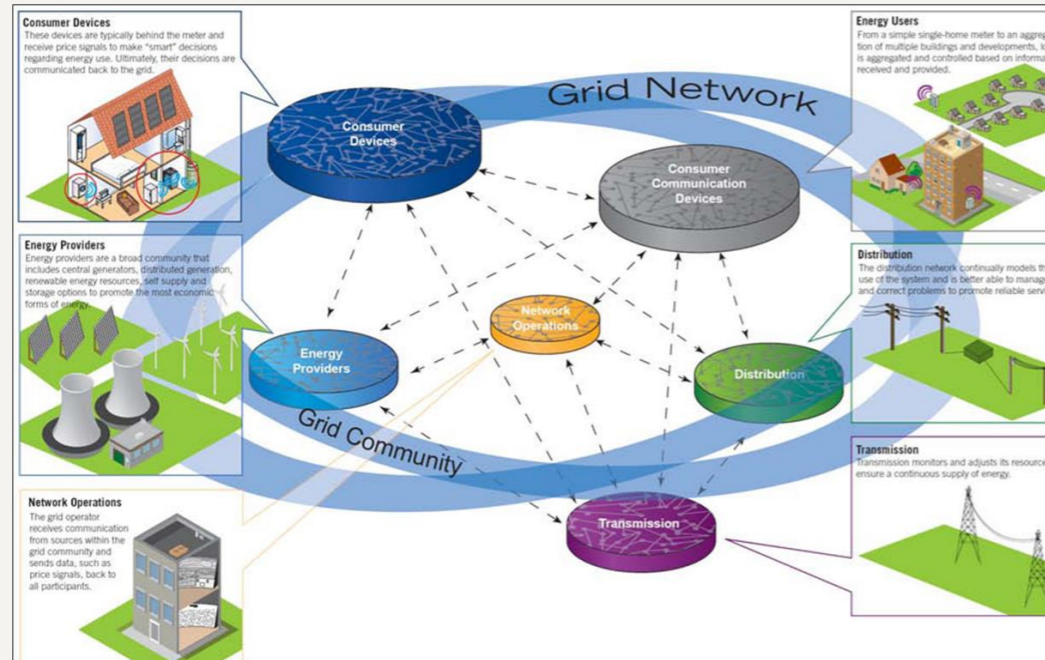 Consumer Devices
These devices are typically behind the meter and
receive price signals to make "smart" decisions
regarding energy use. Ultimately, their decisions are
communicated back to the grid.
Energy Users
From a simple single-home meter to an aggrega-
tion of multiple buildings and developments, lo
is aggregated and controlled based on informa
received and provided.
Grid Network
Consumer
Devices
Consumer
Communication
Devices
Energy Providers
Energy providers are a broad community that
includes central generators, distributed generation,
renewable energy resources, self supply and
storage options to promote the most economic
forms of energy.
Distribution
The distribution network continually models th
use of the system and is better able to manage
and correct problems to promote reliable servi
Network
Operations
Energy
Providers
Distribution
Grid Community
Network Operations
The grid operator
receives communication
from sources within the
grid community and
sends data, such as
price signals, back to
all participants.
Transmission
Transmission
Transmission monitors and adjusts its resource
ensure a continuous supply of energy.